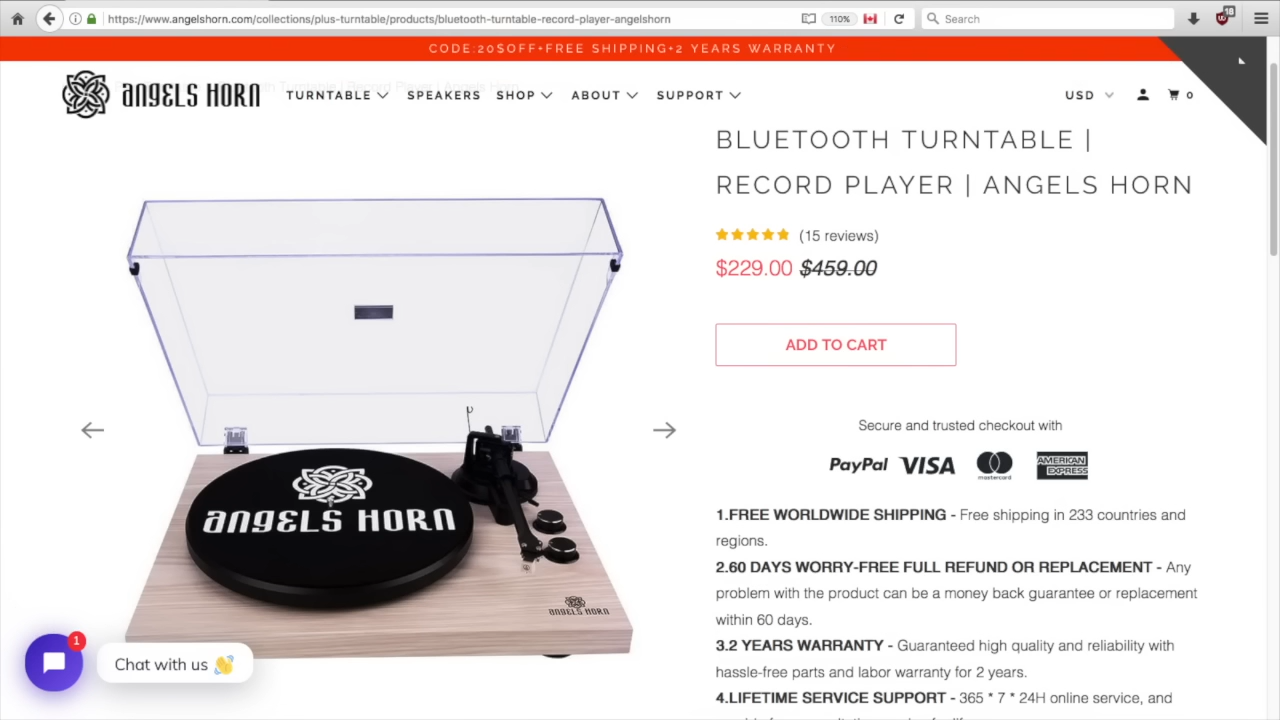 https://www.angelshorn.com/collections/plus-turntable/products/bluetooth-turntable-record-player-angelshorn
110%
Search
18
CODE:20$OFF+FREE SHIPPING+2 YEARS WARRANTY
ANGELS HORN
TURNTABLE
SPEAKERS
SHOP
ABOUT
SUPPORT
USD
0
BLUETOOTH TURNTABLE |
RECORD PLAYER | ANGELS HORN
(15 reviews)
$229.00 $459.00
ADD TO CART
Secure and trusted checkout with
PayPal VISA mastercard AMERICAN EXPRESS
1.FREE WORLDWIDE SHIPPING - Free shipping in 233 countries and
regions.
2.60 DAYS WORRY-FREE FULL REFUND OR REPLACEMENT - Any
problem with the product can be a money back guarantee or replacement
within 60 days.
3.2 YEARS WARRANTY - Guaranteed high quality and reliability with
hassle-free parts and labor warranty for 2 years.
4.LIFETIME SERVICE SUPPORT - 365 * 7 * 24H online service, and
ANGELS HORN
ANGELS HORN
1
Chat with us 👋